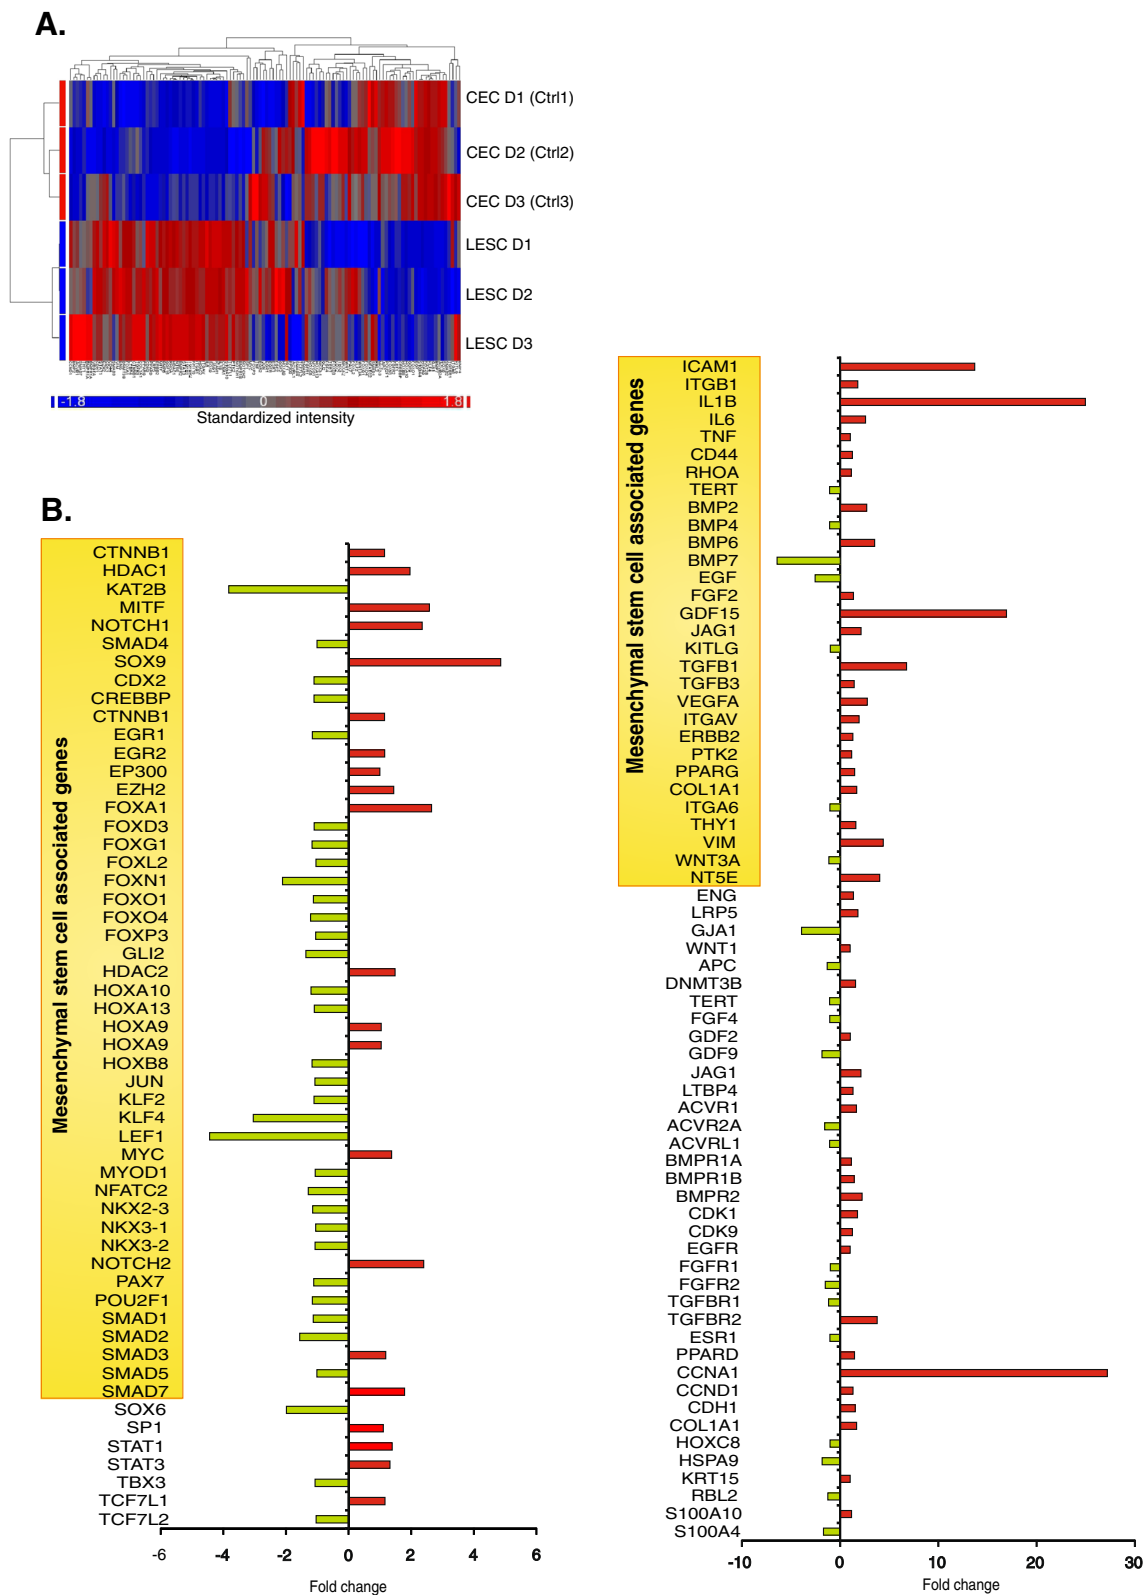 A.
CEC D1 (Ctrl1)
CEC D2 (Ctrl2)
CEC D3 (Ctrl3)
LESC D1
LESC D2
LESC D3
-1.8 0 1.8
Standardized intensity
B.
Mesenchymal stem cell associated genes
CTNNB1
HDAC1
KAT2B
MITF
NOTCH1
SMAD4
SOX9
CDX2
CREBBP
CTNNB1
EGR1
EGR2
EP300
EZH2
FOXA1
FOXD3
FOXG1
FOXL2
FOXN1
FOXO1
FOXO4
FOXP3
GLI2
HDAC2
HOXA10
HOXA13
HOXA9
HOXA9
HOXB8
JUN
KLF2
KLF4
LEF1
MYC
MYOD1
NFATC2
NKX2-3
NKX3-1
NKX3-2
NOTCH2
PAX7
POU2F1
SMAD1
SMAD2
SMAD3
SMAD5
SMAD7
SOX6
SP1
STAT1
STAT3
TBX3
TCF7L1
TCF7L2
-6 -4 -2 0 2 4 6
Fold change
Mesenchymal stem cell associated genes
ICAM1
ITGB1
IL1B
IL6
TNF
CD44
RHOA
TERT
BMP2
BMP4
BMP6
BMP7
EGF
FGF2
GDF15
JAG1
KITLG
TGFB1
TGFB3
VEGFA
ITGAV
ERBB2
PTK2
PPARG
COL1A1
ITGA6
THY1
VIM
WNT3A
NT5E
ENG
LRP5
GJA1
WNT1
APC
DNMT3B
TERT
FGF4
GDF2
GDF9
JAG1
LTBP4
ACVR1
ACVR2A
ACVRL1
BMPR1A
BMPR1B
BMPR2
CDK1
CDK9
EGFR
FGFR1
FGFR2
TGFBR1
TGFBR2
ESR1
PPARD
CCNA1
CCND1
CDH1
COL1A1
HOXC8
HSPA9
KRT15
RBL2
S100A10
S100A4
-10 0 10 20 30
Fold change